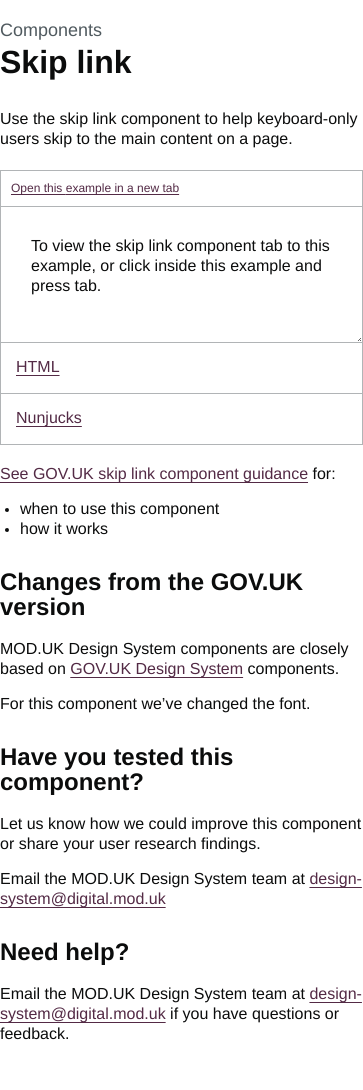 Components
Skip link
Use the skip link component to help keyboard-only
users skip to the main content on a page.
Open this example in a new tab
To view the skip link component tab to this
example, or click inside this example and
press tab.
HTML
Nunjucks
See GOV.UK skip link component guidance for:
• when to use this component
• how it works
Changes from the GOV.UK
version
MOD.UK Design System components are closely
based on GOV.UK Design System components.
For this component we’ve changed the font.
Have you tested this
component?
Let us know how we could improve this component
or share your user research findings.
Email the MOD.UK Design System team at design-
system@digital.mod.uk
Need help?
Email the MOD.UK Design System team at design-
system@digital.mod.uk if you have questions or
feedback.